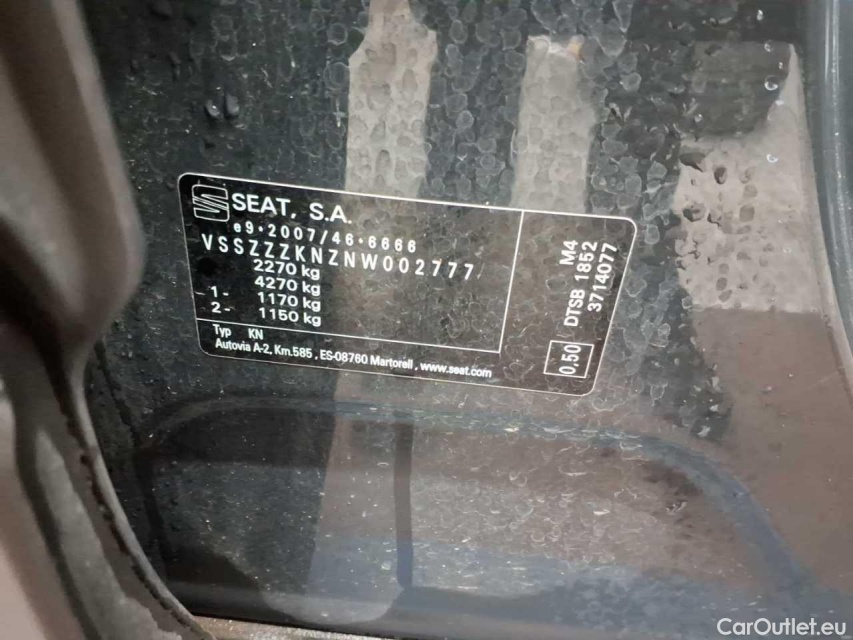 SEAT, S.A.
e9*2007/46*6666
VSSZZZKNZNW002777
2270 kg
4270 kg
1- 1170 kg
2- 1150 kg
Typ KN
Autovia A-2, Km.585 , ES-08760 Martorell , www.seat.com
M4
DTSB 1852
3714077
0,50
CarOutlet.eu